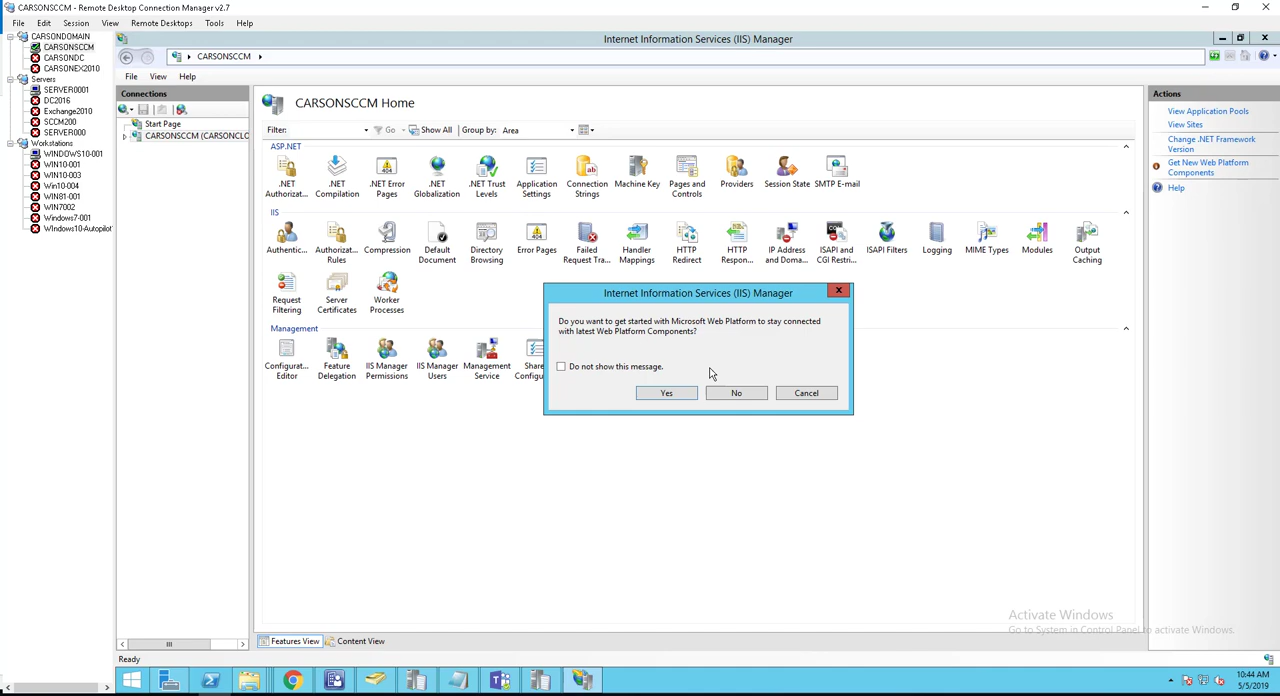 CARSONSCCM - Remote Desktop Connection Manager v2.7
File Edit Session View Remote Desktops Tools Help
CARSONDOMAIN
CARSONSCCM
CARSONDC
CARSONEX2010
Servers
SERVER0001
DC2016
Exchange2010
SCCM200
SERVER000
Workstations
WINDOWS10-001
WIN10-001
WIN10-003
Win10-004
WIN81-001
WIN7002
Windows7-001
WIndows10-Autopilot
Internet Information Services (IIS) Manager
CARSONSCCM
File View Help
Connections
Start Page
CARSONSCCM (CARSONCLO
CARSONSCCM Home
Filter: Go Show All Group by: Area
ASP.NET
.NET Authorizat...
.NET Compilation
.NET Error Pages
.NET Globalization
.NET Trust Levels
Application Settings
Connection Strings
Machine Key
Pages and Controls
Providers
Session State
SMTP E-mail
IIS
Authentic...
Authorizat... Rules
Compression
Default Document
Directory Browsing
Error Pages
Failed Request Tra...
Handler Mappings
HTTP Redirect
HTTP Respon...
IP Address and Doma...
ISAPI and CGI Restri...
ISAPI Filters
Logging
MIME Types
Modules
Output Caching
Request Filtering
Server Certificates
Worker Processes
Management
Configurat... Editor
Feature Delegation
IIS Manager Permissions
IIS Manager Users
Management Service
Share
Configu
Internet Information Services (IIS) Manager
Do you want to get started with Microsoft Web Platform to stay connected
with latest Web Platform Components?
Do not show this message.
Yes No Cancel
Actions
View Application Pools
View Sites
Change .NET Framework
Version
Get New Web Platform
Components
Help
Activate Windows
Go to System in Control Panel to activate Windows.
Features View Content View
Ready
10:44 AM
5/5/2019